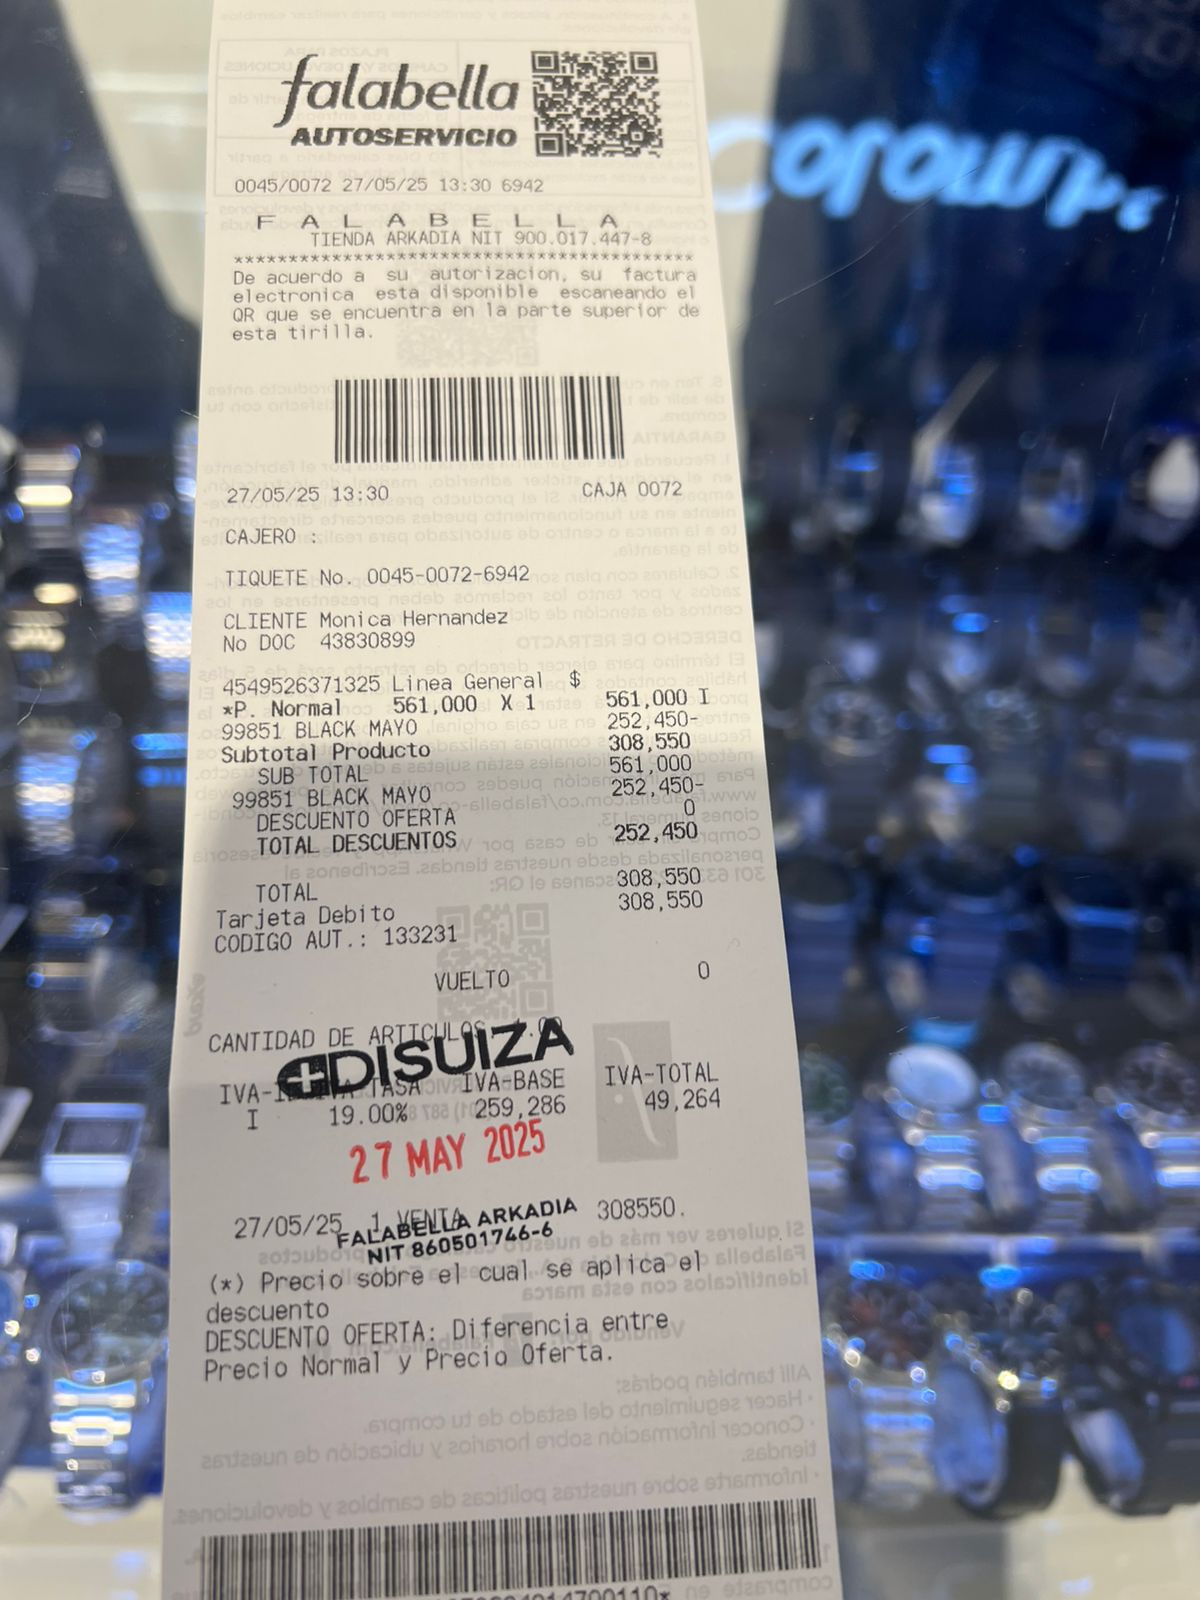 falabella
AUTOSERVICIO
0045/0072 27/05/25 13:30 6942
F A L A B E L L A
TIENDA ARKADIA NIT 900.017.447-8
**************************************************
De acuerdo a su autorizacion, su factura
electronica esta disponible escaneando el
QR que se encuentra en la parte superior de
esta tirilla.
27/05/25 13:30 CAJA 0072
CAJERO :
TIQUETE No. 0045-0072-6942
CLIENTE Monica Hernandez
No DOC 43830899
4549526371325 Linea General $
*P. Normal 561,000 X 1 561,000 I
99851 BLACK MAYO 252,450-
Subtotal Producto 308,550
SUB TOTAL 561,000
99851 BLACK MAYO 252,450-
DESCUENTO OFERTA 0
TOTAL DESCUENTOS 252,450
TOTAL 308,550
Tarjeta Debito 308,550
CODIGO AUT.: 133231
VUELTO 0
CANTIDAD DE ARTICULOS
DISUIZA
IVA- TASA IVA-BASE IVA-TOTAL
I 19.00% 259,286 49,264
27 MAY 2025
27/05/25 1 VENTA 308550.
FALABELLA ARKADIA
NIT 860501746-6
(*) Precio sobre el cual se aplica el
descuento
DESCUENTO OFERTA: Diferencia entre
Precio Normal y Precio Oferta.